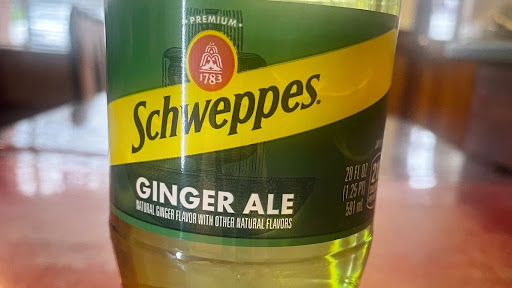 PREMIUM
1783
Schweppes.
GINGER ALE
NATURAL GINGER FLAVOR WITH OTHER NATURAL FLAVORS
20 FL OZ
(1.25 PT)
591 mL